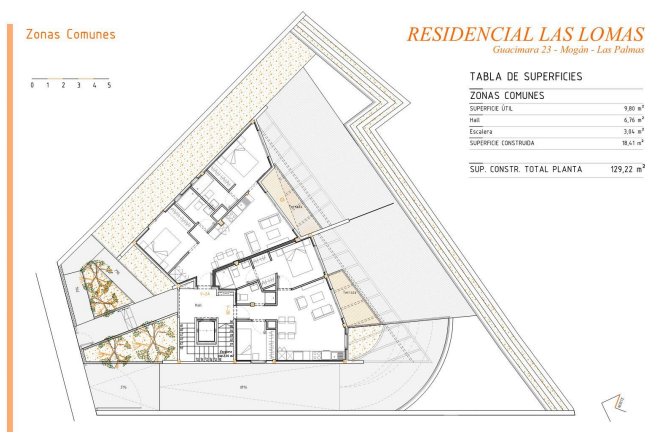 Zonas Comunes
RESIDENCIAL LAS LOMAS
Guacimara 23 - Mogán - Las Palmas
0 1 2 3 4 5
TABLA DE SUPERFICIES
ZONAS COMUNES
SUPERFICIE ÚTIL 9,80 m²
Hall 6,76 m²
Escalera 3,04 m²
SUPERFICIE CONSTRUIDA 18,41 m²
SUP. CONSTR. TOTAL PLANTA 129,22 m²
Terraza
Hall